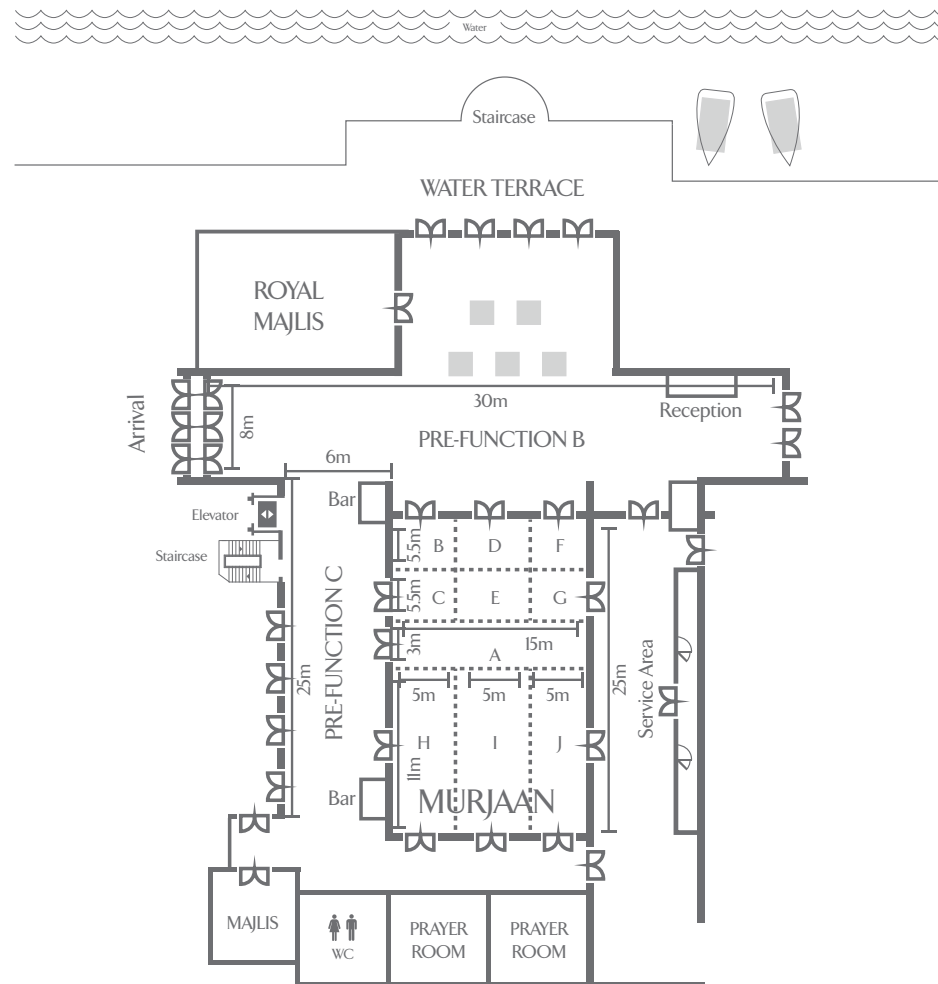 Water
Staircase
WATER TERRACE
ROYAL
MAJLIS
Arrival
8m
30m
Reception
PRE-FUNCTION B
6m
Bar
Elevator
Staircase
5.5m
B
D
F
5.5m
C
E
G
3m
15m
A
PRE-FUNCTION C
25m
5m
5m
5m
25m
Service Area
H
I
J
11m
Bar
MURJAAN
MAJLIS
WC
PRAYER
ROOM
PRAYER
ROOM